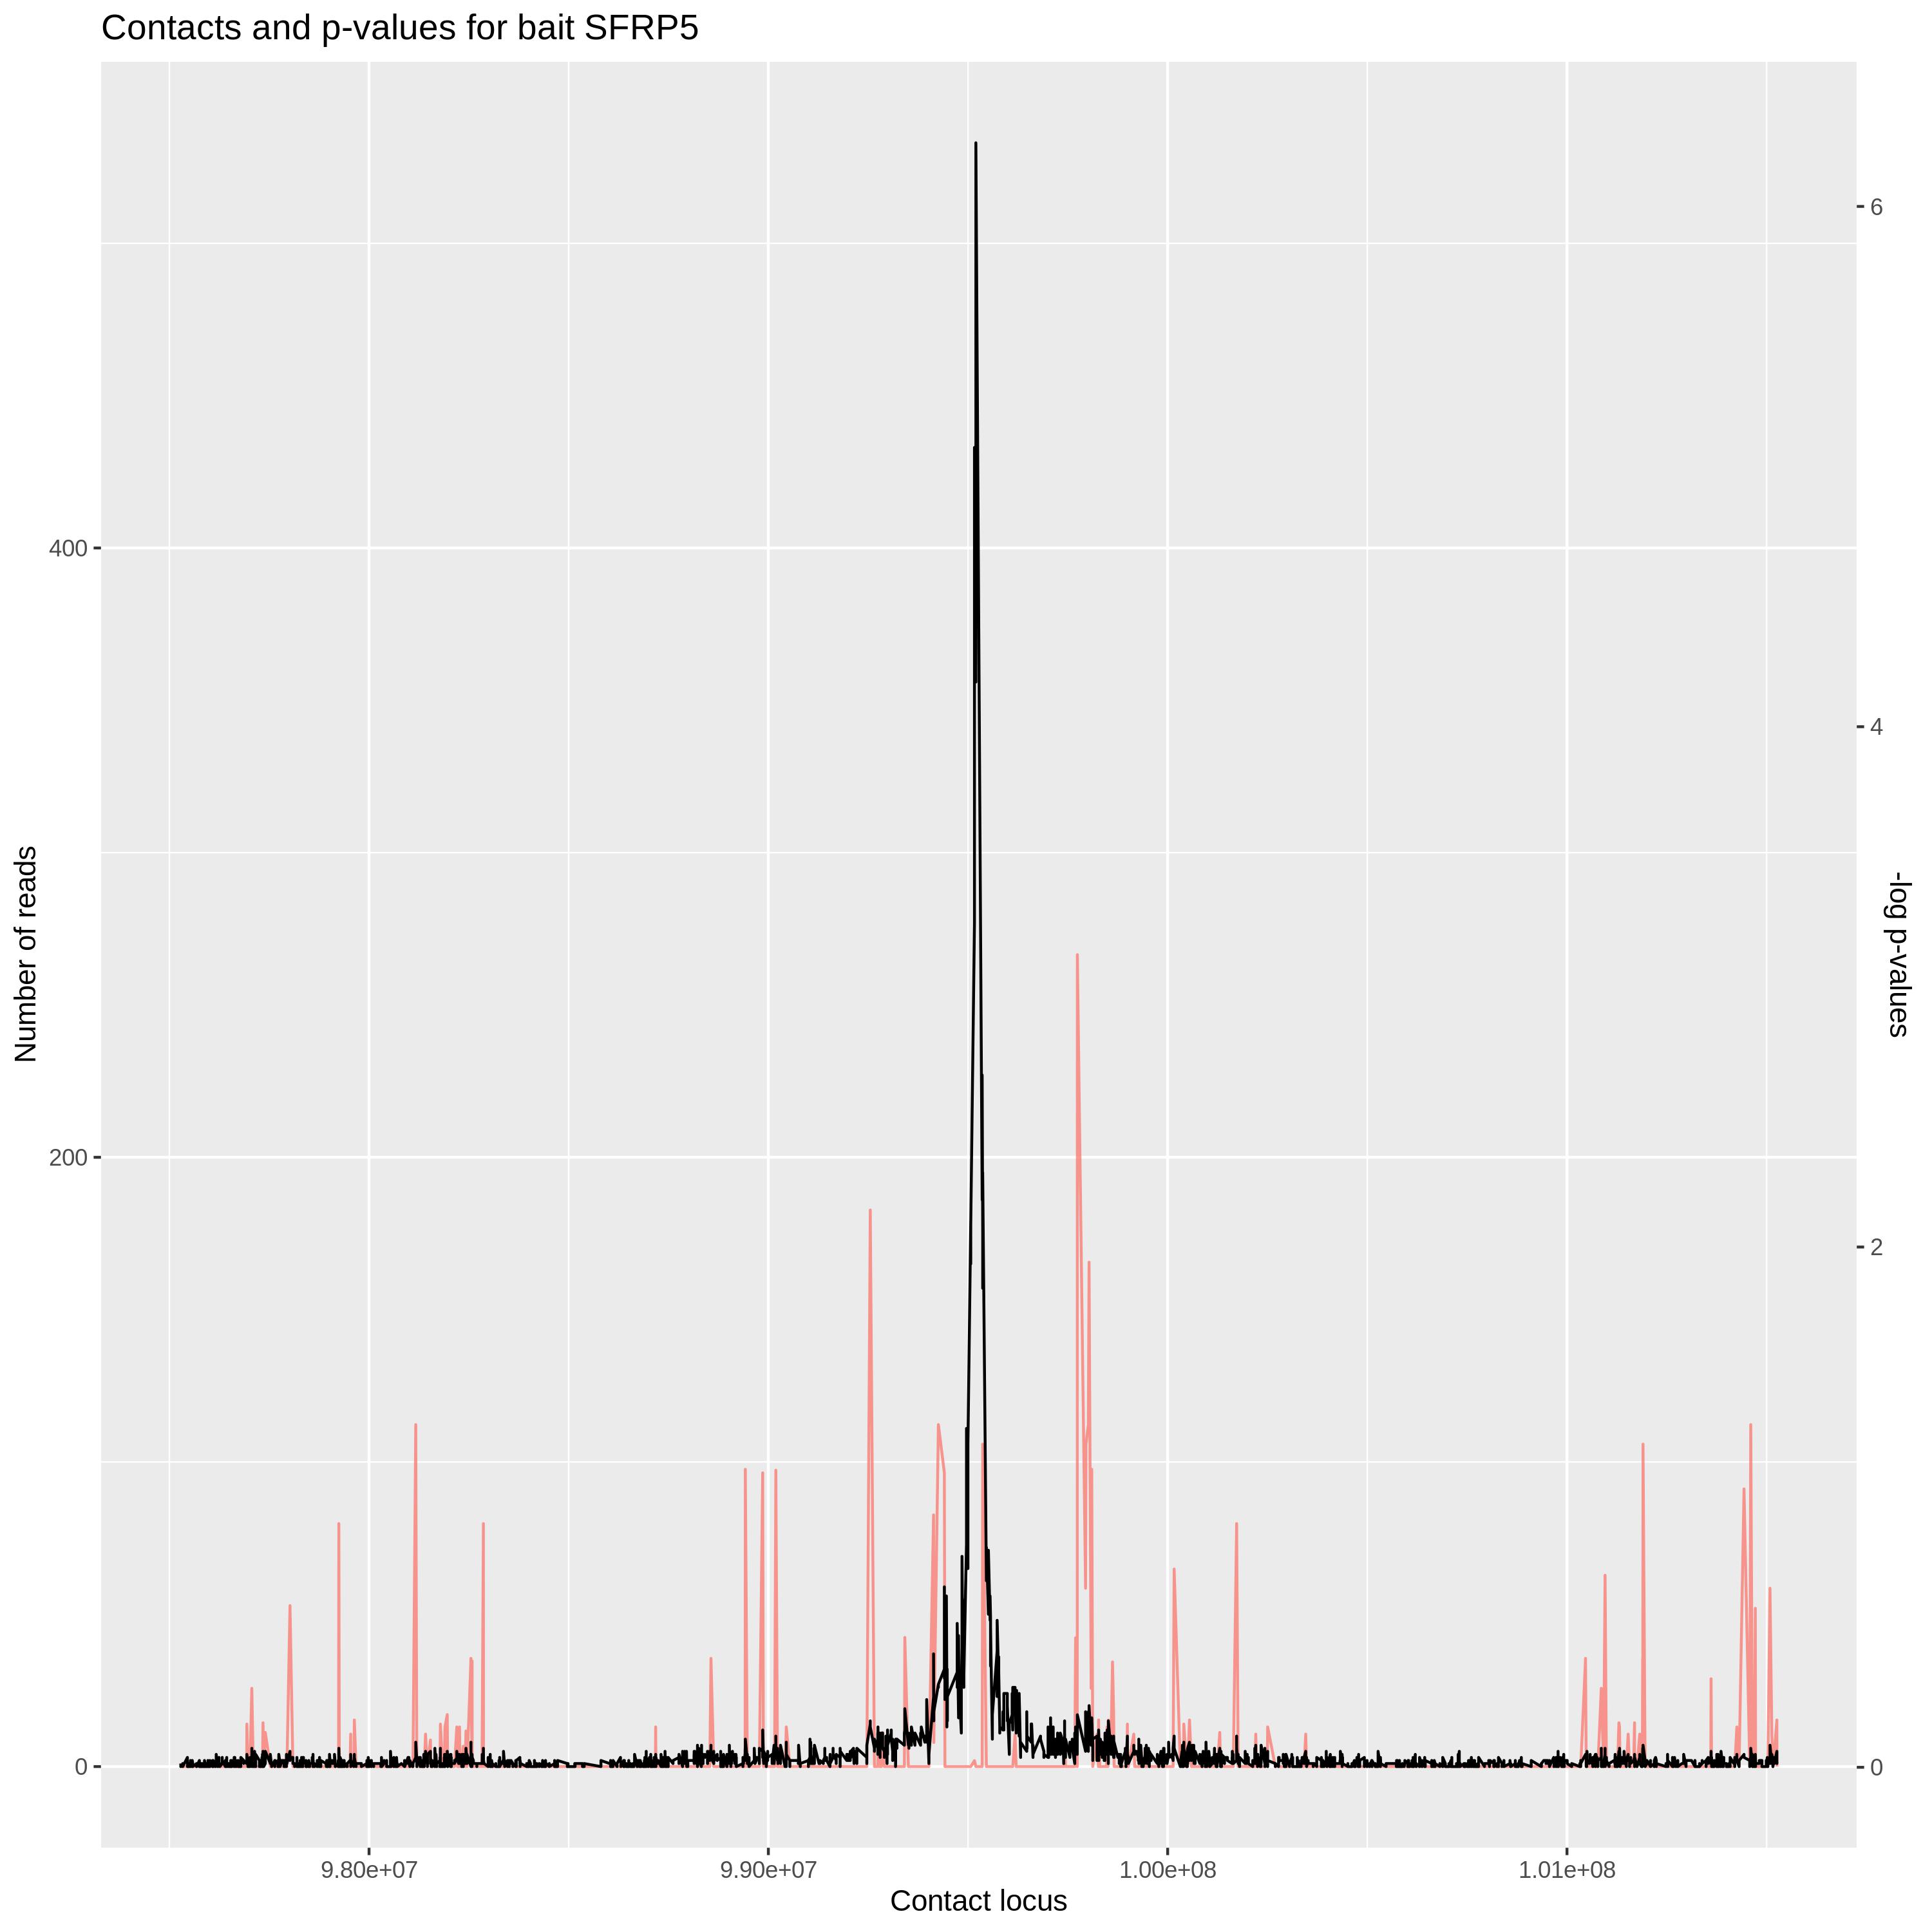 Contacts and p-values for bait SFRP5
Number of reads
400
200
0
6
4
2
0
-log p-values
9.80e+07
9.90e+07
1.00e+08
1.01e+08
Contact locus